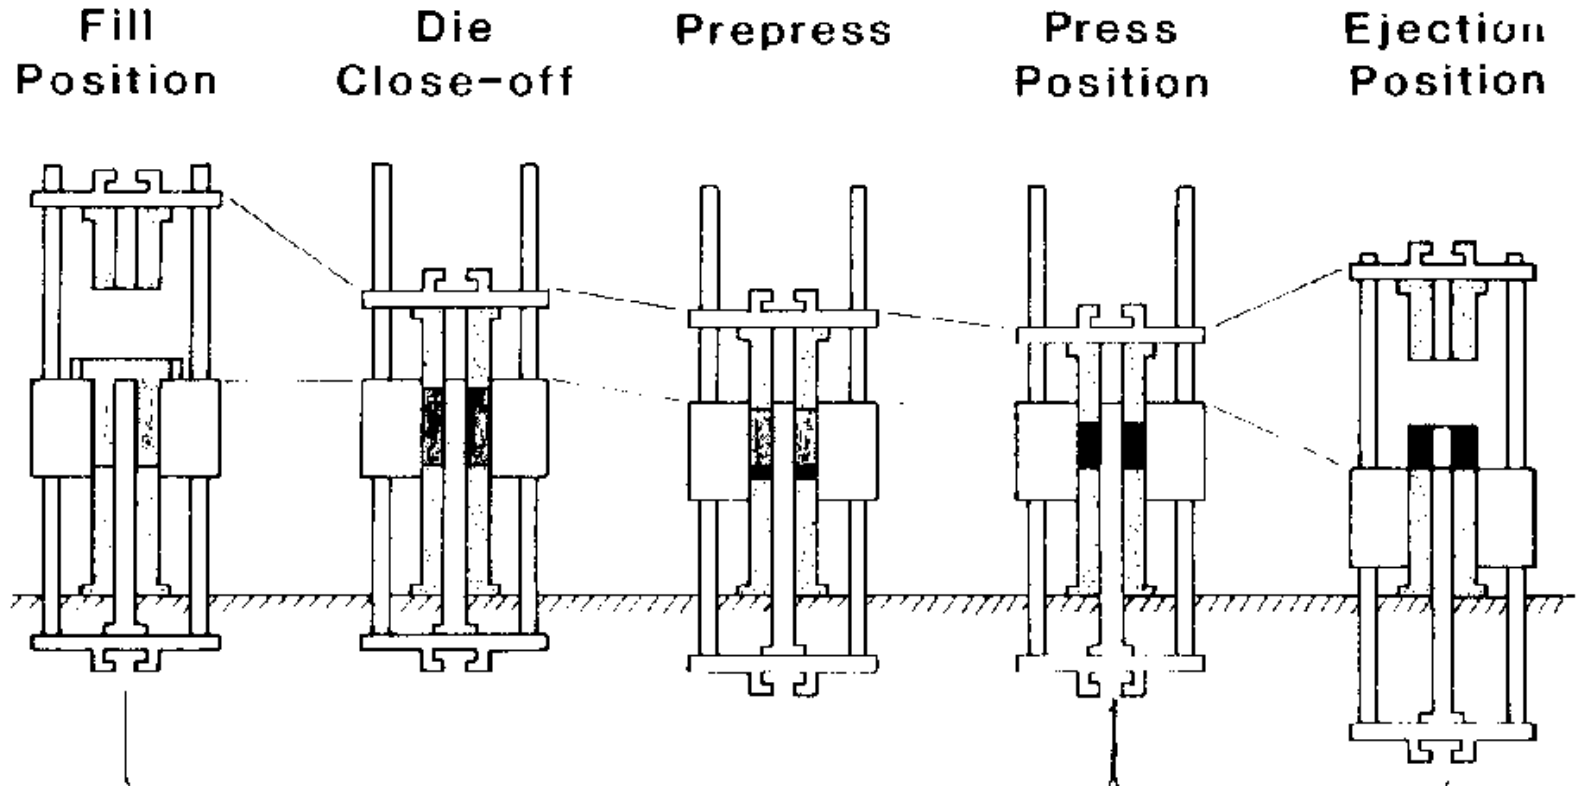 Fill
Position
Die
Close-off
Prepress
Press
Position
Ejection
Position